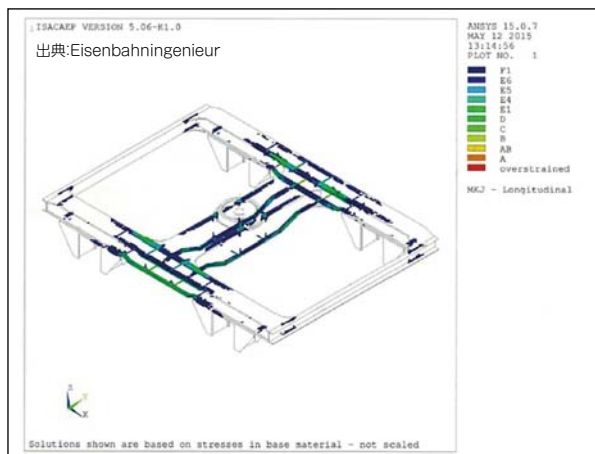 ISACAEP VERSION 5.06-K1.0
出典:Eisenbahningenieur
ANSYS 15.0.7
MAY 12 2015
13:14:56
PLOT NO. 1
F1
E6
E5
E4
E1
D
C
B
AB
A
overstrained
MKJ - Longitudinal
Z
Y
X
Solutions shown are based on stresses in base material - not scaled